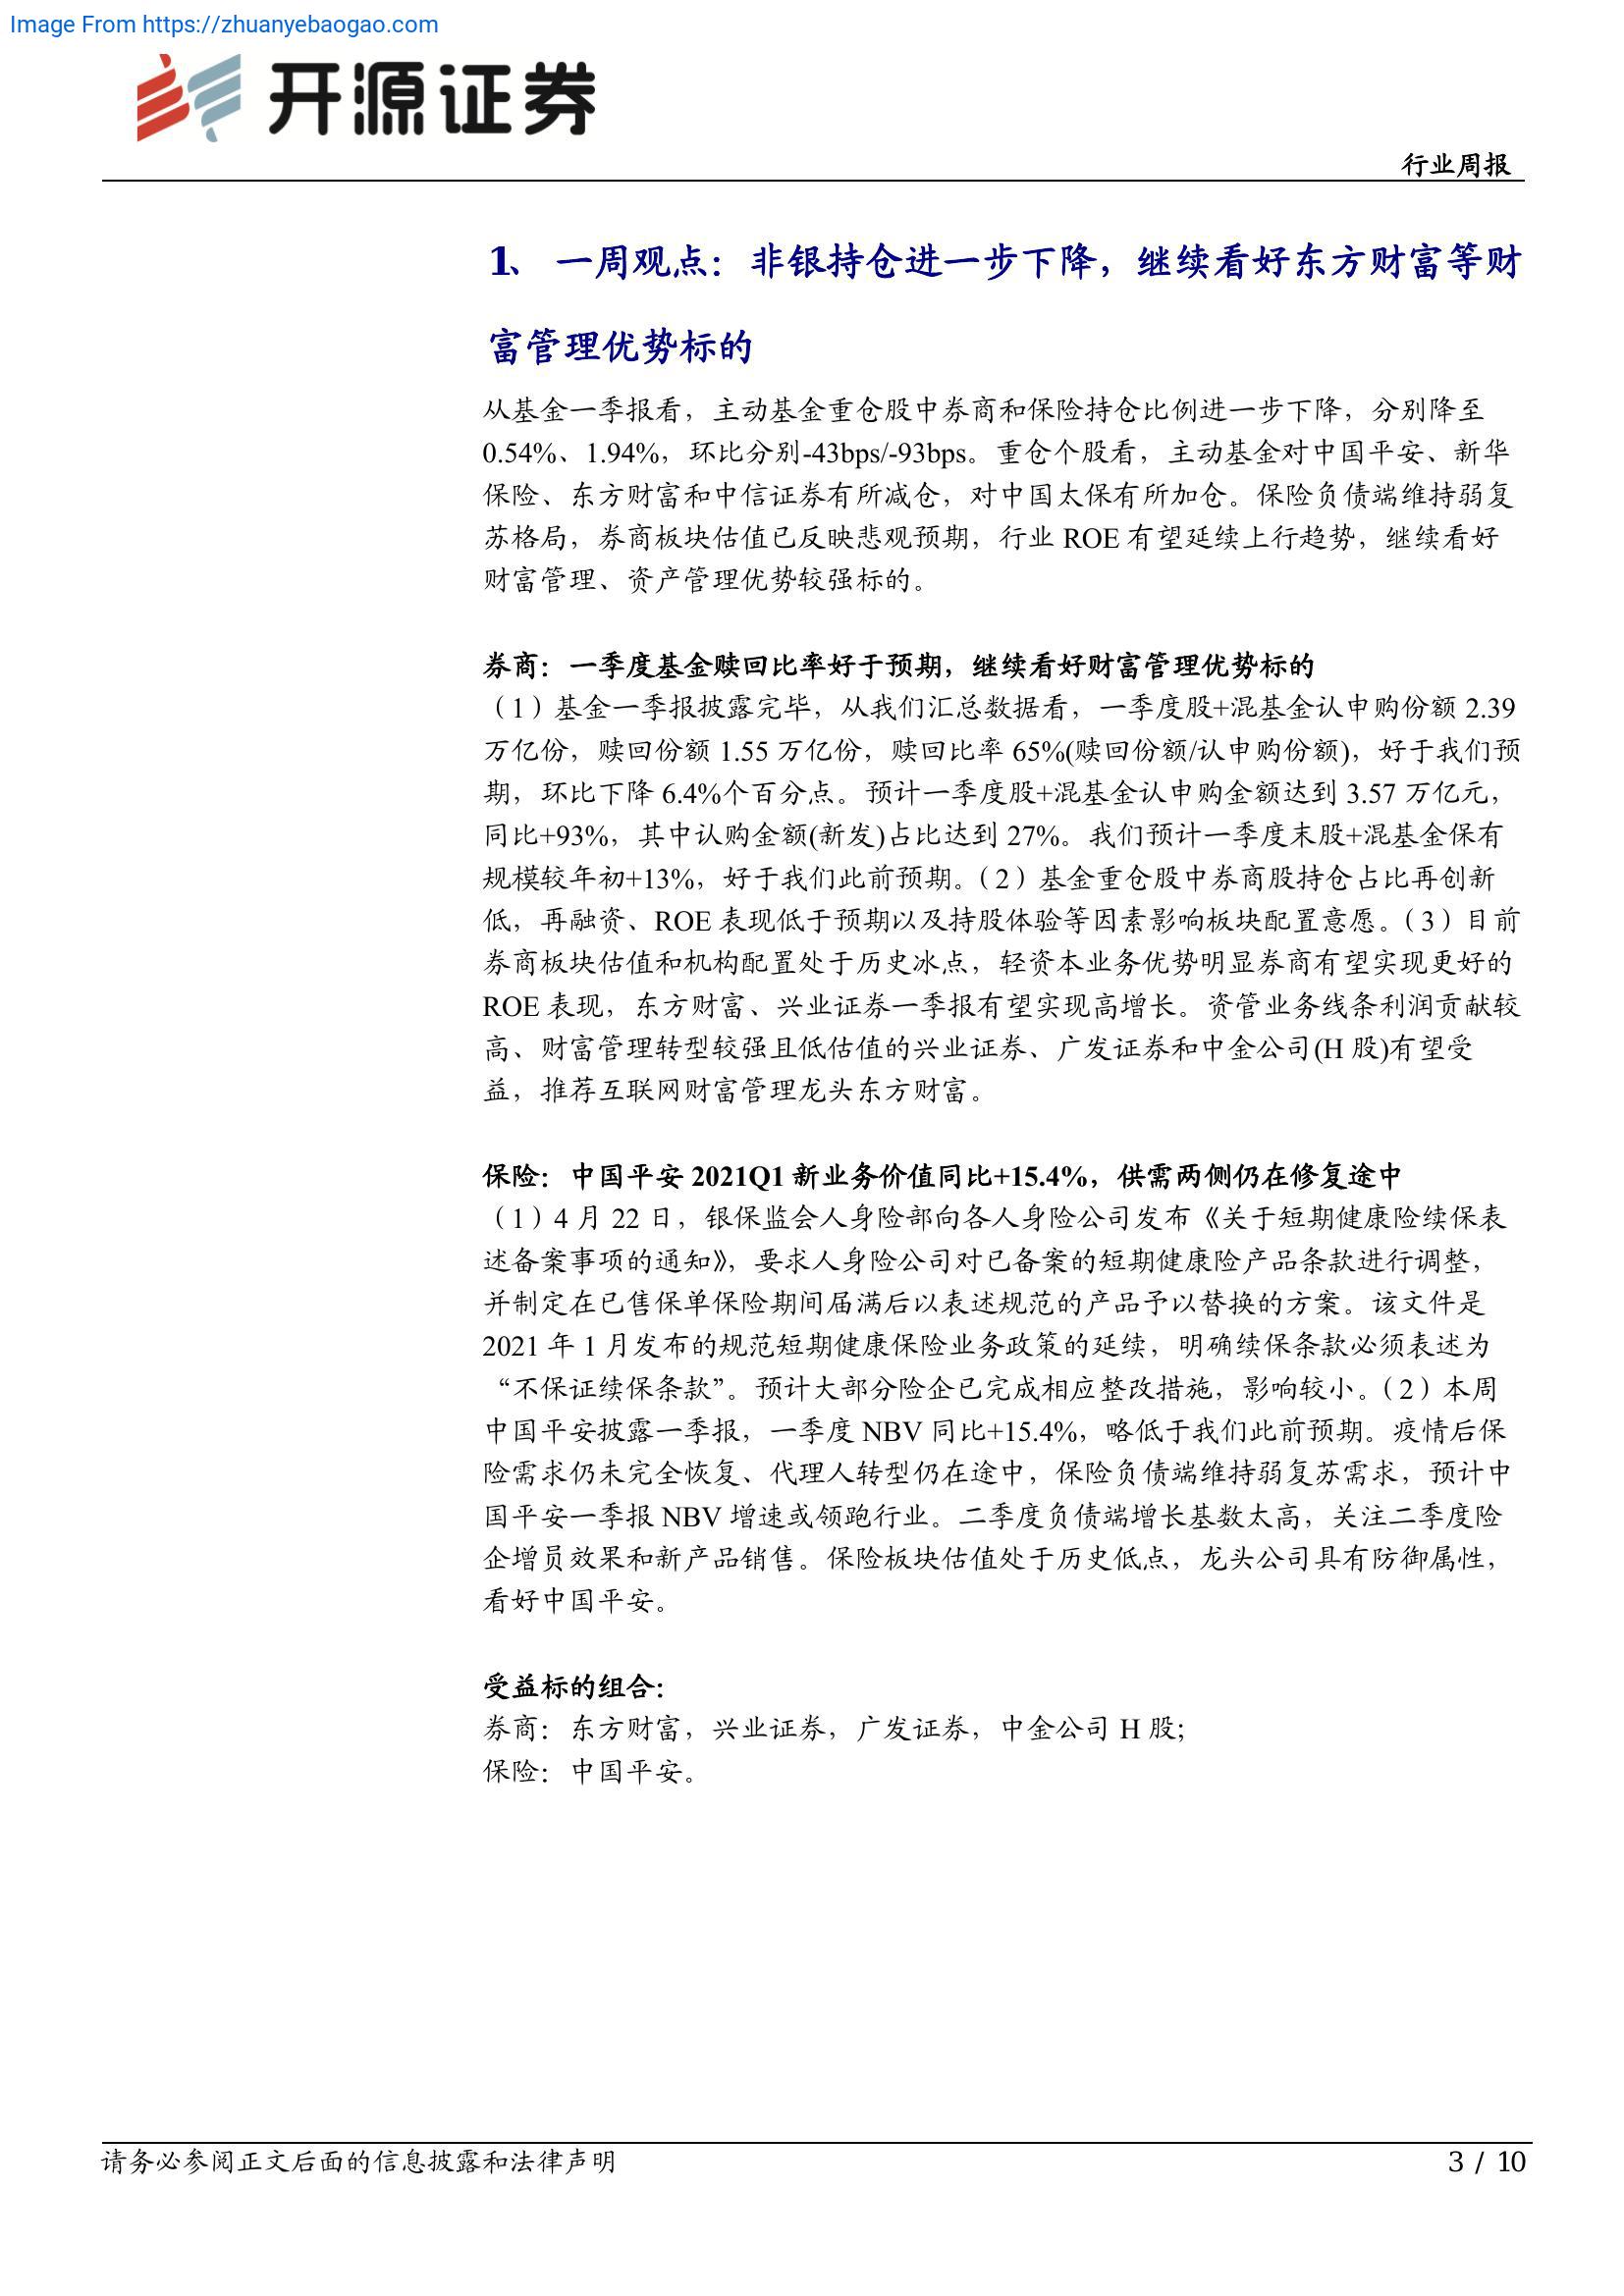 Image From https://zhuanyebaogao.com
开源证券
行业周报
1、 一周观点：非银持仓进一步下降，继续看好东方财富等财
富管理优势标的
从基金一季报看，主动基金重仓股中券商和保险持仓比例进一步下降，分别降至
0.54%、1.94%，环比分别-43bps/-93bps。重仓个股看，主动基金对中国平安、新华
保险、东方财富和中信证券有所减仓，对中国太保有所加仓。保险负债端维持弱复
苏格局，券商板块估值已反映悲观预期，行业 ROE 有望延续上行趋势，继续看好
财富管理、资产管理优势较强标的。
券商：一季度基金赎回比率好于预期，继续看好财富管理优势标的
（1）基金一季报披露完毕，从我们汇总数据看，一季度股+混基金认申购份额 2.39
万亿份，赎回份额 1.55 万亿份，赎回比率 65%(赎回份额/认申购份额)，好于我们预
期，环比下降 6.4%个百分点。预计一季度股+混基金认申购金额达到 3.57 万亿元，
同比+93%，其中认购金额(新发)占比达到 27%。我们预计一季度末股+混基金保有
规模较年初+13%，好于我们此前预期。（2）基金重仓股中券商股持仓占比再创新
低，再融资、ROE 表现低于预期以及持股体验等因素影响板块配置意愿。（3）目前
券商板块估值和机构配置处于历史冰点，轻资本业务优势明显券商有望实现更好的
ROE 表现，东方财富、兴业证券一季报有望实现高增长。资管业务线条利润贡献较
高、财富管理转型较强且低估值的兴业证券、广发证券和中金公司(H 股)有望受
益，推荐互联网财富管理龙头东方财富。
保险：中国平安 2021Q1 新业务价值同比+15.4%，供需两侧仍在修复途中
（1）4 月 22 日，银保监会人身险部向各人身险公司发布《关于短期健康险续保表
述备案事项的通知》，要求人身险公司对已备案的短期健康险产品条款进行调整，
并制定在已售保单保险期间届满后以表述规范的产品予以替换的方案。该文件是
2021 年 1 月发布的规范短期健康保险业务政策的延续，明确续保条款必须表述为
“不保证续保条款”。预计大部分险企已完成相应整改措施，影响较小。（2）本周
中国平安披露一季报，一季度 NBV 同比+15.4%，略低于我们此前预期。疫情后保
险需求仍未完全恢复、代理人转型仍在途中，保险负债端维持弱复苏需求，预计中
国平安一季报 NBV 增速或领跑行业。二季度负债端增长基数太高，关注二季度险
企增员效果和新产品销售。保险板块估值处于历史低点，龙头公司具有防御属性，
看好中国平安。
受益标的组合：
券商：东方财富，兴业证券，广发证券，中金公司 H 股；
保险：中国平安。
请务必参阅正文后面的信息披露和法律声明
3 / 10